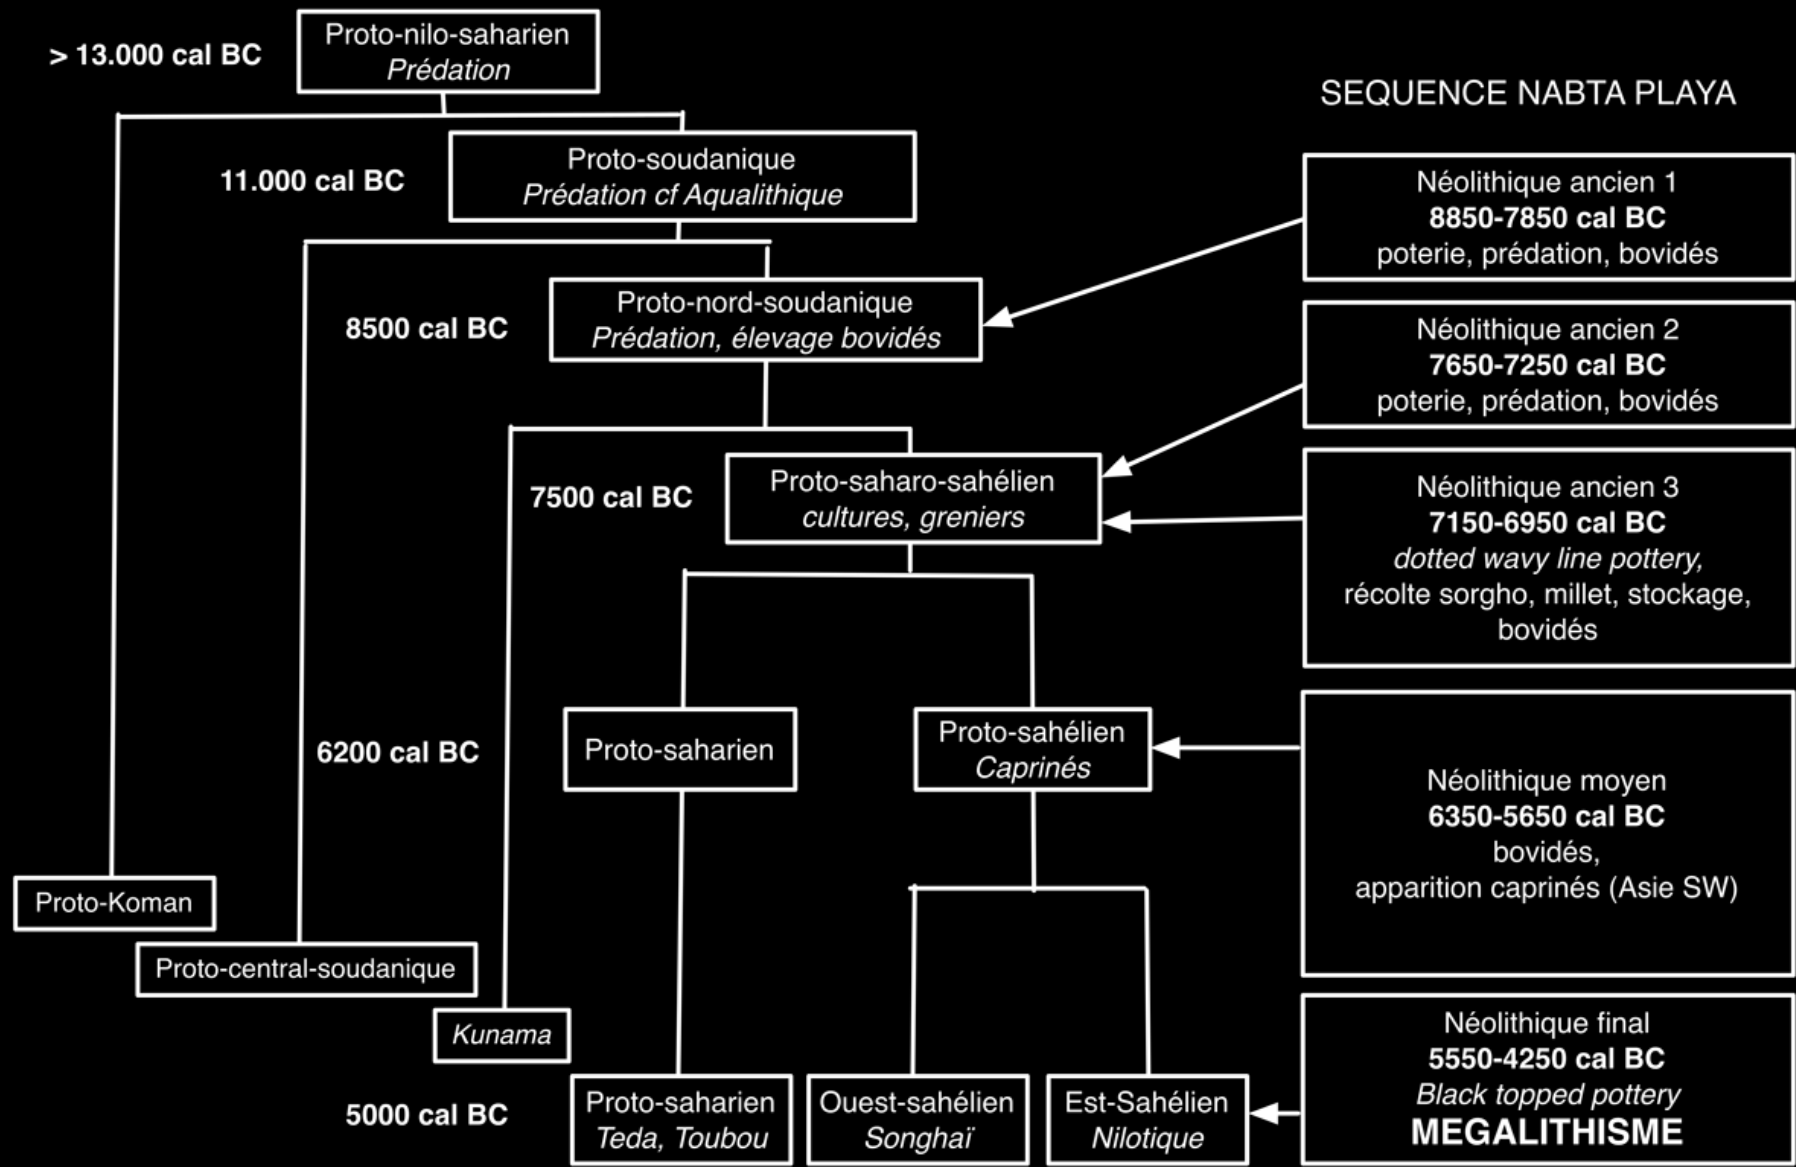 > 13.000 cal BC
Proto-nilo-saharien
Prédation
11.000 cal BC
Proto-soudanique
Prédation cf Aqualithique
8500 cal BC
Proto-nord-soudanique
Prédation, élevage bovidés
7500 cal BC
Proto-saharo-sahélien
cultures, greniers
6200 cal BC
Proto-saharien
Proto-sahélien
Caprinés
Proto-Koman
Proto-central-soudanique
Kunama
5000 cal BC
Proto-saharien
Teda, Toubou
Ouest-sahélien
Songhaï
Est-Sahélien
Nilotique
SEQUENCE NABTA PLAYA
Néolithique ancien 1
8850-7850 cal BC
poterie, prédation, bovidés
Néolithique ancien 2
7650-7250 cal BC
poterie, prédation, bovidés
Néolithique ancien 3
7150-6950 cal BC
dotted wavy line pottery,
récolte sorgho, millet, stockage,
bovidés
Néolithique moyen
6350-5650 cal BC
bovidés,
apparition caprinés (Asie SW)
Néolithique final
5550-4250 cal BC
Black topped pottery
MEGALITHISME